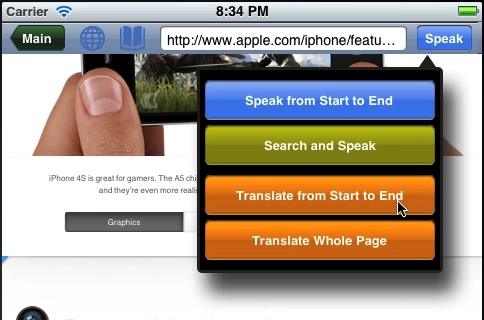 Carrier 8:34 PM
Main http://www.apple.com/iphone/featu… Speak
Speak from Start to End
Search and Speak
Translate from Start to End
Translate Whole Page
iPhone 4S is great for gamers. The A5 chi
and they're even more realis
Graphics